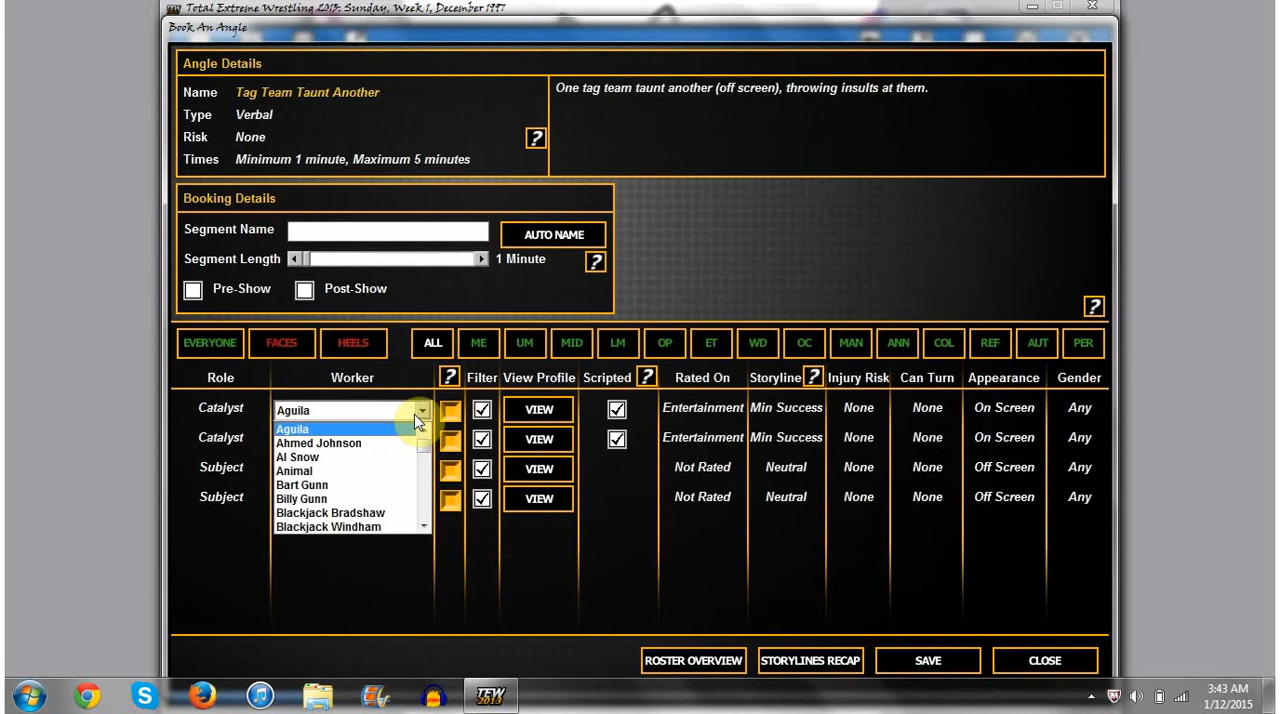 Total Extreme Wrestling 2013: Sunday, Week 1, December 1997
Book An Angle
Angle Details
Name Tag Team Taunt Another
Type Verbal
Risk None
?
Times Minimum 1 minute, Maximum 5 minutes
One tag team taunt another (off screen), throwing insults at them.
Booking Details
Segment Name AUTO NAME
Segment Length 1 Minute ?
Pre-Show Post-Show
?
EVERYONE FACES HEELS ALL ME UM MID LM OP ET WD OC MAN ANN COL REF AUT PER
Role Worker ? Filter View Profile Scripted ? Rated On Storyline ? Injury Risk Can Turn Appearance Gender
Catalyst Aguila VIEW Entertainment Min Success None None On Screen Any
Catalyst VIEW Entertainment Min Success None None On Screen Any
Subject VIEW Not Rated Neutral None None Off Screen Any
Subject VIEW Not Rated Neutral None None Off Screen Any
Aguila
Ahmed Johnson
Al Snow
Animal
Bart Gunn
Billy Gunn
Blackjack Bradshaw
Blackjack Windham
ROSTER OVERVIEW STORYLINES RECAP SAVE CLOSE
TEW 2013
3:43 AM
1/12/2015